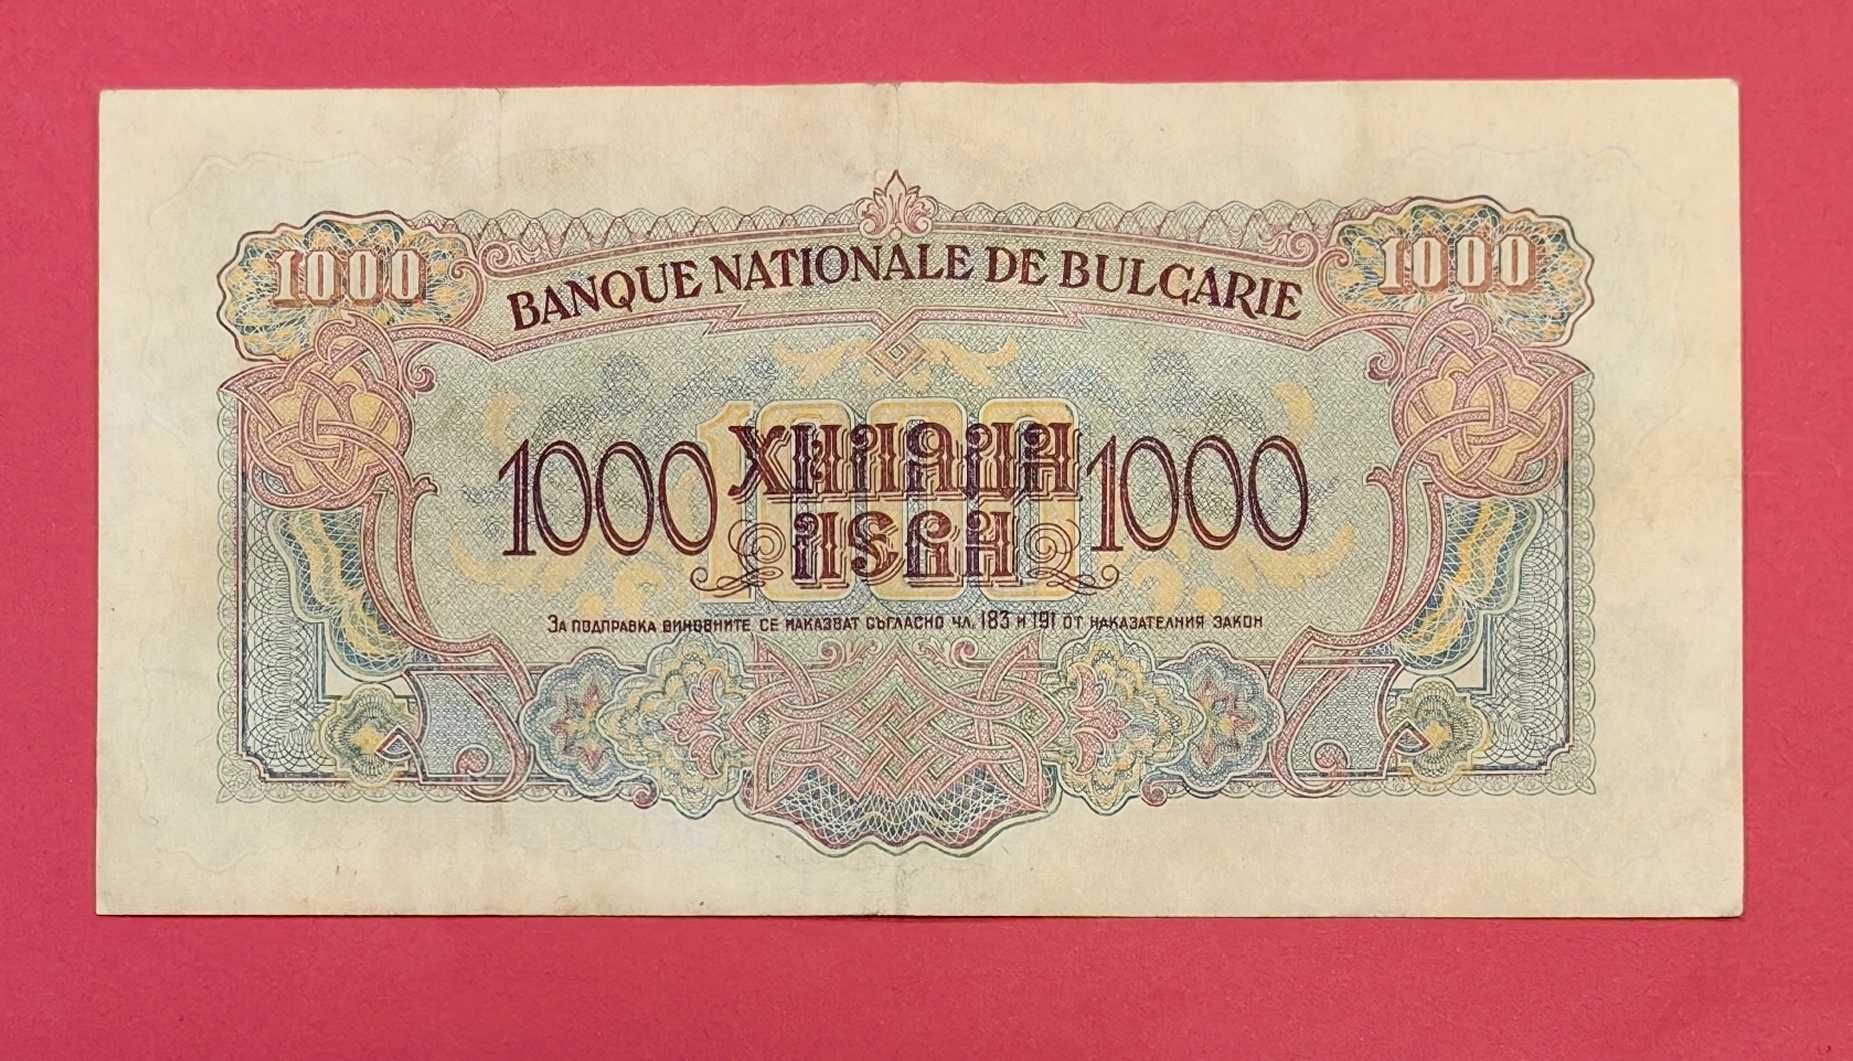 1000 1000
BANQUE NATIONALE DE BULGARIE
1000
1000 ХИЛЯДИ 1000
ЛЕВА
ЗА ПОДПРАВКА ВИНОВНИТЕ СЕ НАКАЗВАТ СЪГЛАСНО ЧЛ. 183 И 191 ОТ НАКАЗАТЕЛНИЯ ЗАКОН